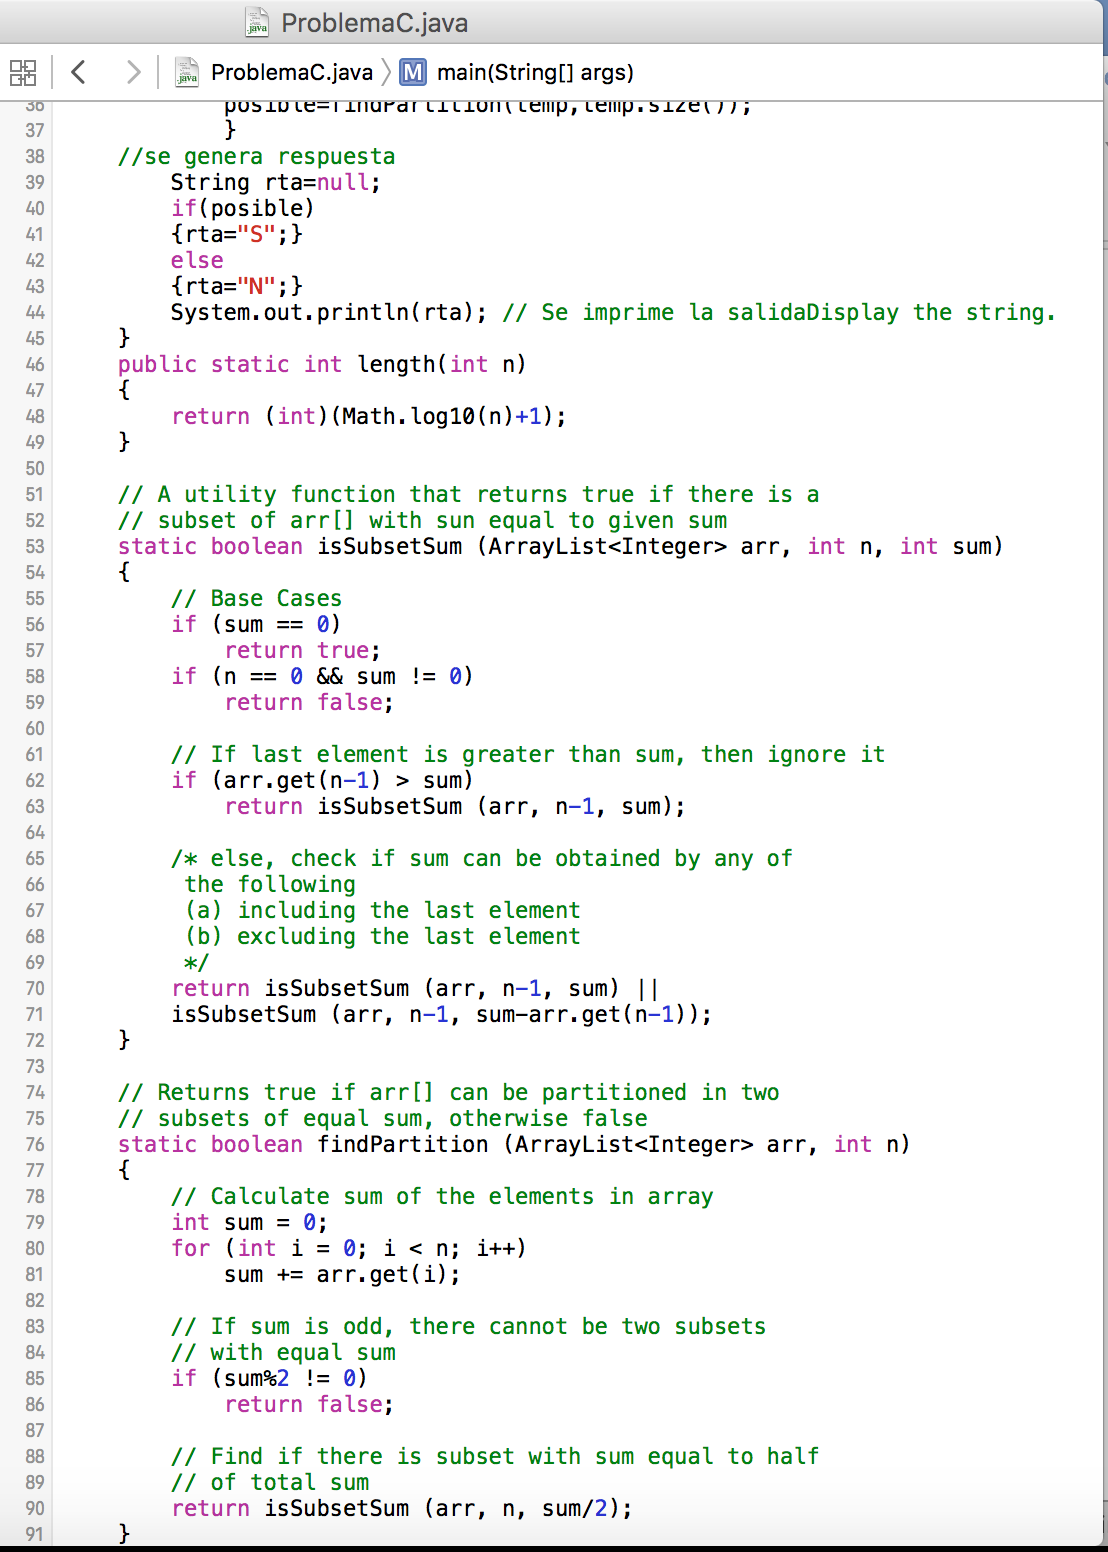 ProblemaC.java
ProblemaC.java 〉 M main(String[] args)
36 posible=findPartition(temp,temp.size());
37 }
38 //se genera respuesta
39 String rta=null;
40 if(posible)
41 {rta="S";}
42 else
43 {rta="N";}
44 System.out.println(rta); // Se imprime la salidaDisplay the string.
45 }
46 public static int length(int n)
47 {
48 return (int)(Math.log10(n)+1);
49 }
50
51 // A utility function that returns true if there is a
52 // subset of arr[] with sun equal to given sum
53 static boolean isSubsetSum (ArrayList<Integer> arr, int n, int sum)
54 {
55 // Base Cases
56 if (sum == 0)
57 return true;
58 if (n == 0 && sum != 0)
59 return false;
60
61 // If last element is greater than sum, then ignore it
62 if (arr.get(n-1) > sum)
63 return isSubsetSum (arr, n-1, sum);
64
65 /* else, check if sum can be obtained by any of
66 the following
67 (a) including the last element
68 (b) excluding the last element
69 */
70 return isSubsetSum (arr, n-1, sum) ||
71 isSubsetSum (arr, n-1, sum-arr.get(n-1));
72 }
73
74 // Returns true if arr[] can be partitioned in two
75 // subsets of equal sum, otherwise false
76 static boolean findPartition (ArrayList<Integer> arr, int n)
77 {
78 // Calculate sum of the elements in array
79 int sum = 0;
80 for (int i = 0; i < n; i++)
81 sum += arr.get(i);
82
83 // If sum is odd, there cannot be two subsets
84 // with equal sum
85 if (sum%2 != 0)
86 return false;
87
88 // Find if there is subset with sum equal to half
89 // of total sum
90 return isSubsetSum (arr, n, sum/2);
91 }